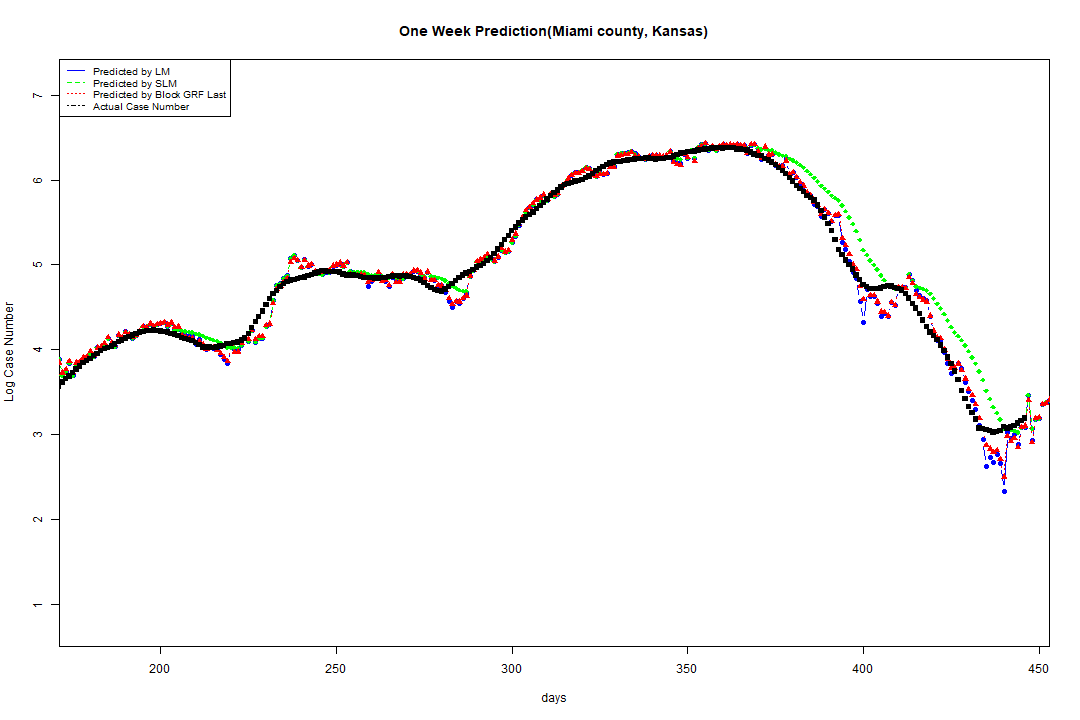 One Week Prediction(Miami county, Kansas)
Predicted by LM
Predicted by SLM
Predicted by Block GRF Last
Actual Case Number
7
6
5
4
3
2
1
Log Case Number
200 250 300 350 400 450
days